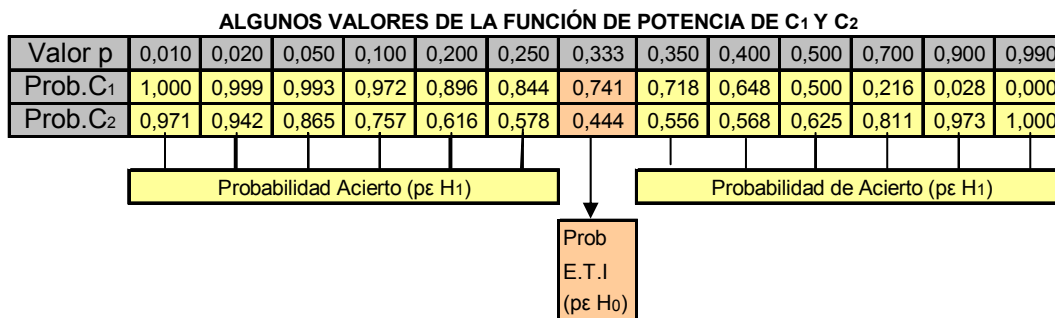 ALGUNOS VALORES DE LA FUNCIÓN DE POTENCIA DE C₁ Y C₂
Valor p 0,010 0,020 0,050 0,100 0,200 0,250 0,333 0,350 0,400 0,500 0,700 0,900 0,990
Prob.C₁ 1,000 0,999 0,993 0,972 0,896 0,844 0,741 0,718 0,648 0,500 0,216 0,028 0,000
Prob.C₂ 0,971 0,942 0,865 0,757 0,616 0,578 0,444 0,556 0,568 0,625 0,811 0,973 1,000
Probabilidad Acierto (pε H₁) Probabilidad de Acierto (pε H₁)
Prob
E.T.I
(pε H₀)